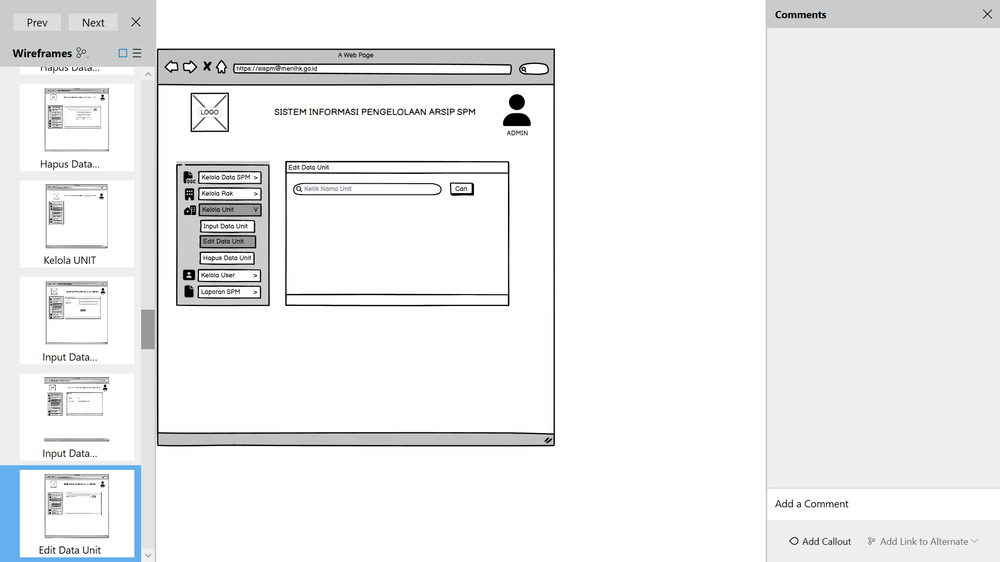 Prev
Next
Wireframes
Hapus Data...
Hapus Data...
Kelola UNIT
Input Data...
Input Data...
Edit Data Unit
A Web Page
https://sispm@menlhk.go.id
LOGO
SISTEM INFORMASI PENGELOLAAN ARSIP SPM
ADMIN
DOC
Kelola Data SPM >
Kelola Rak >
Kelola Unit V
Input Data Unit
Edit Data Unit
Hapus Data Unit
Kelola User >
Laporan SPM >
Edit Data Unit
Ketik Nama Unit
Cari
Comments
Add a Comment
Add Callout
Add Link to Alternate